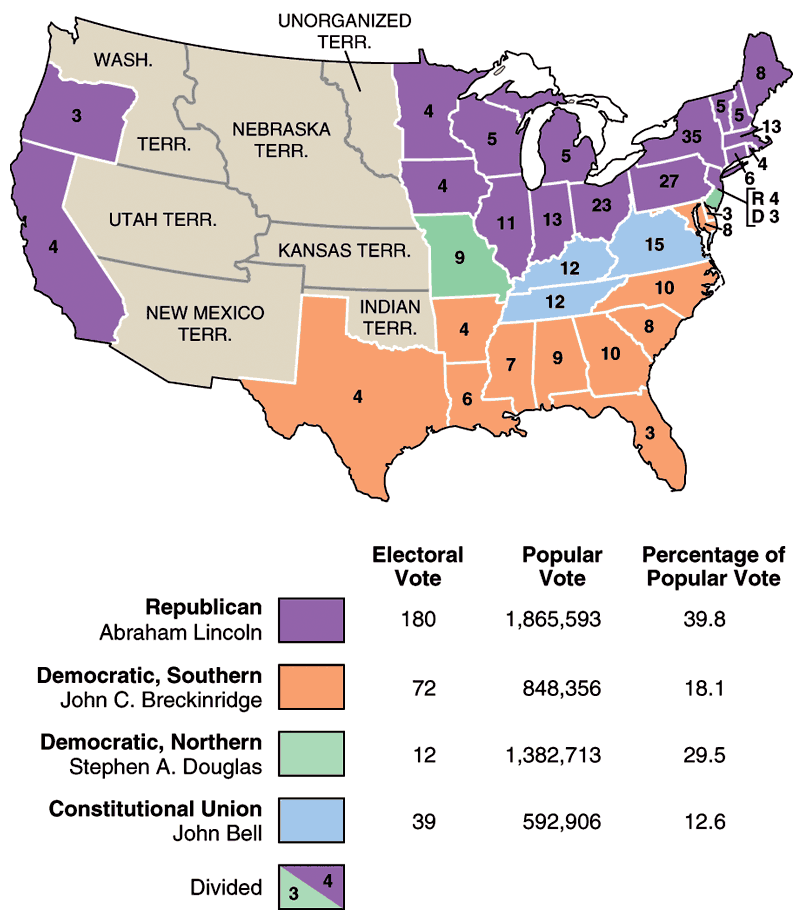 UNORGANIZED
TERR.
WASH.
TERR.
NEBRASKA
TERR.
UTAH TERR.
KANSAS TERR.
NEW MEXICO
TERR.
INDIAN
TERR.
3
4
4
4
9
4
6
4
5
5
11
13
23
27
35
5
5
8
13
4
6
R 4
D 3
3
8
12
15
12
10
8
7
9
10
3
Electoral
Vote
Popular
Vote
Percentage of
Popular Vote
Republican
Abraham Lincoln
180
1,865,593
39.8
Democratic, Southern
John C. Breckinridge
72
848,356
18.1
Democratic, Northern
Stephen A. Douglas
12
1,382,713
29.5
Constitutional Union
John Bell
39
592,906
12.6
Divided
3
4